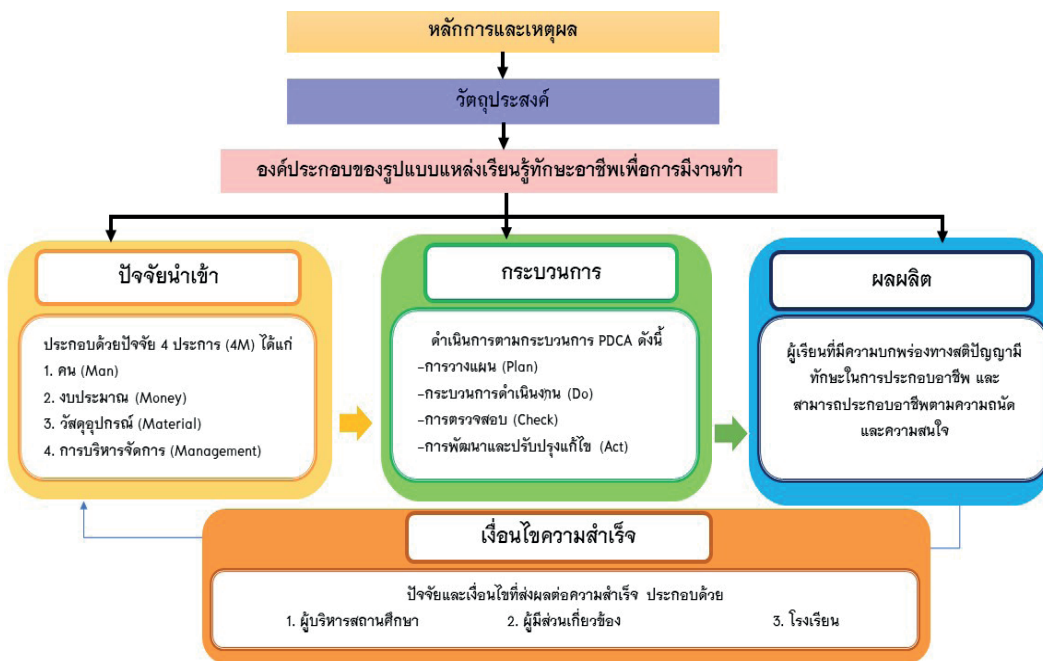 หลักการและเหตุผล
วัตถุประสงค์
องค์ประกอบของรูปแบบแหล่งเรียนรู้ทักษะอาชีพเพื่อการมีงานทำ
ปัจจัยนำเข้า
ประกอบด้วยปัจจัย 4 ประการ (4M) ได้แก่
1. คน (Man)
2. งบประมาณ (Money)
3. วัสดุอุปกรณ์ (Material)
4. การบริหารจัดการ (Management)
กระบวนการ
ดำเนินการตามกระบวนการ PDCA ดังนี้
-การวางแผน (Plan)
-กระบวนการดำเนินงาน (Do)
-การตรวจสอบ (Check)
-การพัฒนาและปรับปรุงแก้ไข (Act)
ผลผลิต
ผู้เรียนที่มีความบกพร่องทางสติปัญญามี
ทักษะในการประกอบอาชีพ และ
สามารถประกอบอาชีพตามความถนัด
และความสนใจ
เงื่อนไขความสำเร็จ
ปัจจัยและเงื่อนไขที่ส่งผลต่อความสำเร็จ ประกอบด้วย
1. ผู้บริหารสถานศึกษา 2. ผู้มีส่วนเกี่ยวข้อง 3. โรงเรียน